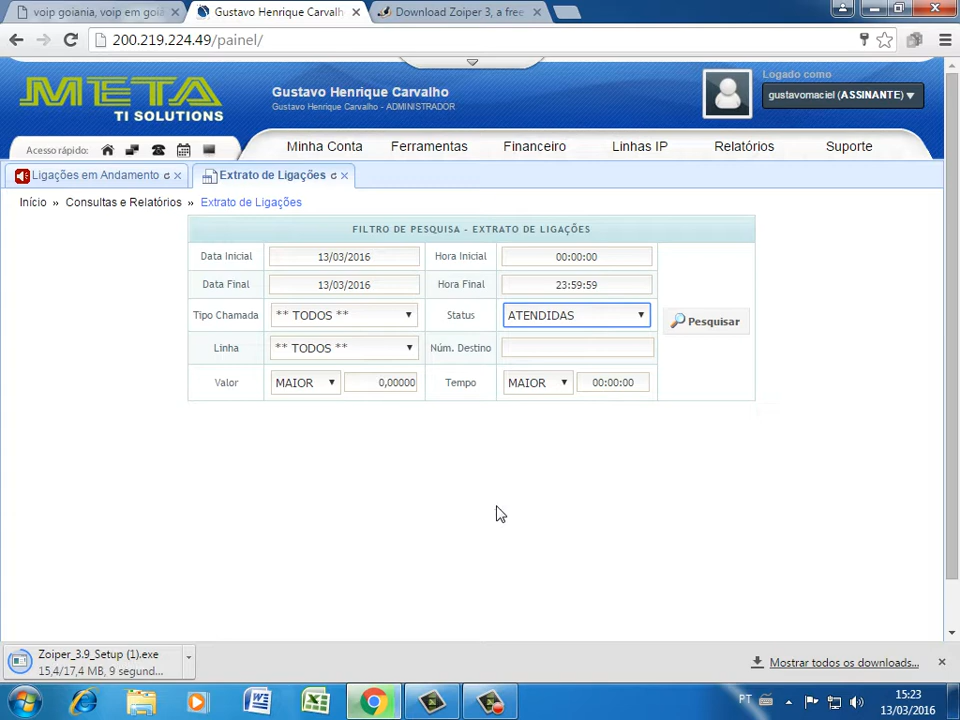 voip goiania, voip em goiâ
Gustavo Henrique Carvalh
Download Zoiper 3, a free
200.219.224.49/painel/
META
TI SOLUTIONS
Gustavo Henrique Carvalho
Gustavo Henrique Carvalho - ADMINISTRADOR
Logado como
gustavomaciel (ASSINANTE)
Acesso rápido:
Minha Conta
Ferramentas
Financeiro
Linhas IP
Relatórios
Suporte
Ligações em Andamento
Extrato de Ligações
Início » Consultas e Relatórios » Extrato de Ligações
FILTRO DE PESQUISA - EXTRATO DE LIGAÇÕES
Data Inicial 13/03/2016 Hora Inicial 00:00:00
Data Final 13/03/2016 Hora Final 23:59:59
Tipo Chamada ** TODOS ** Status ATENDIDAS
Pesquisar
Linha ** TODOS ** Núm. Destino
Valor MAIOR 0,00000 Tempo MAIOR 00:00:00
Zoiper_3.9_Setup (1).exe
15,4/17,4 MB, 9 segund...
Mostrar todos os downloads...
PT
15:23
13/03/2016